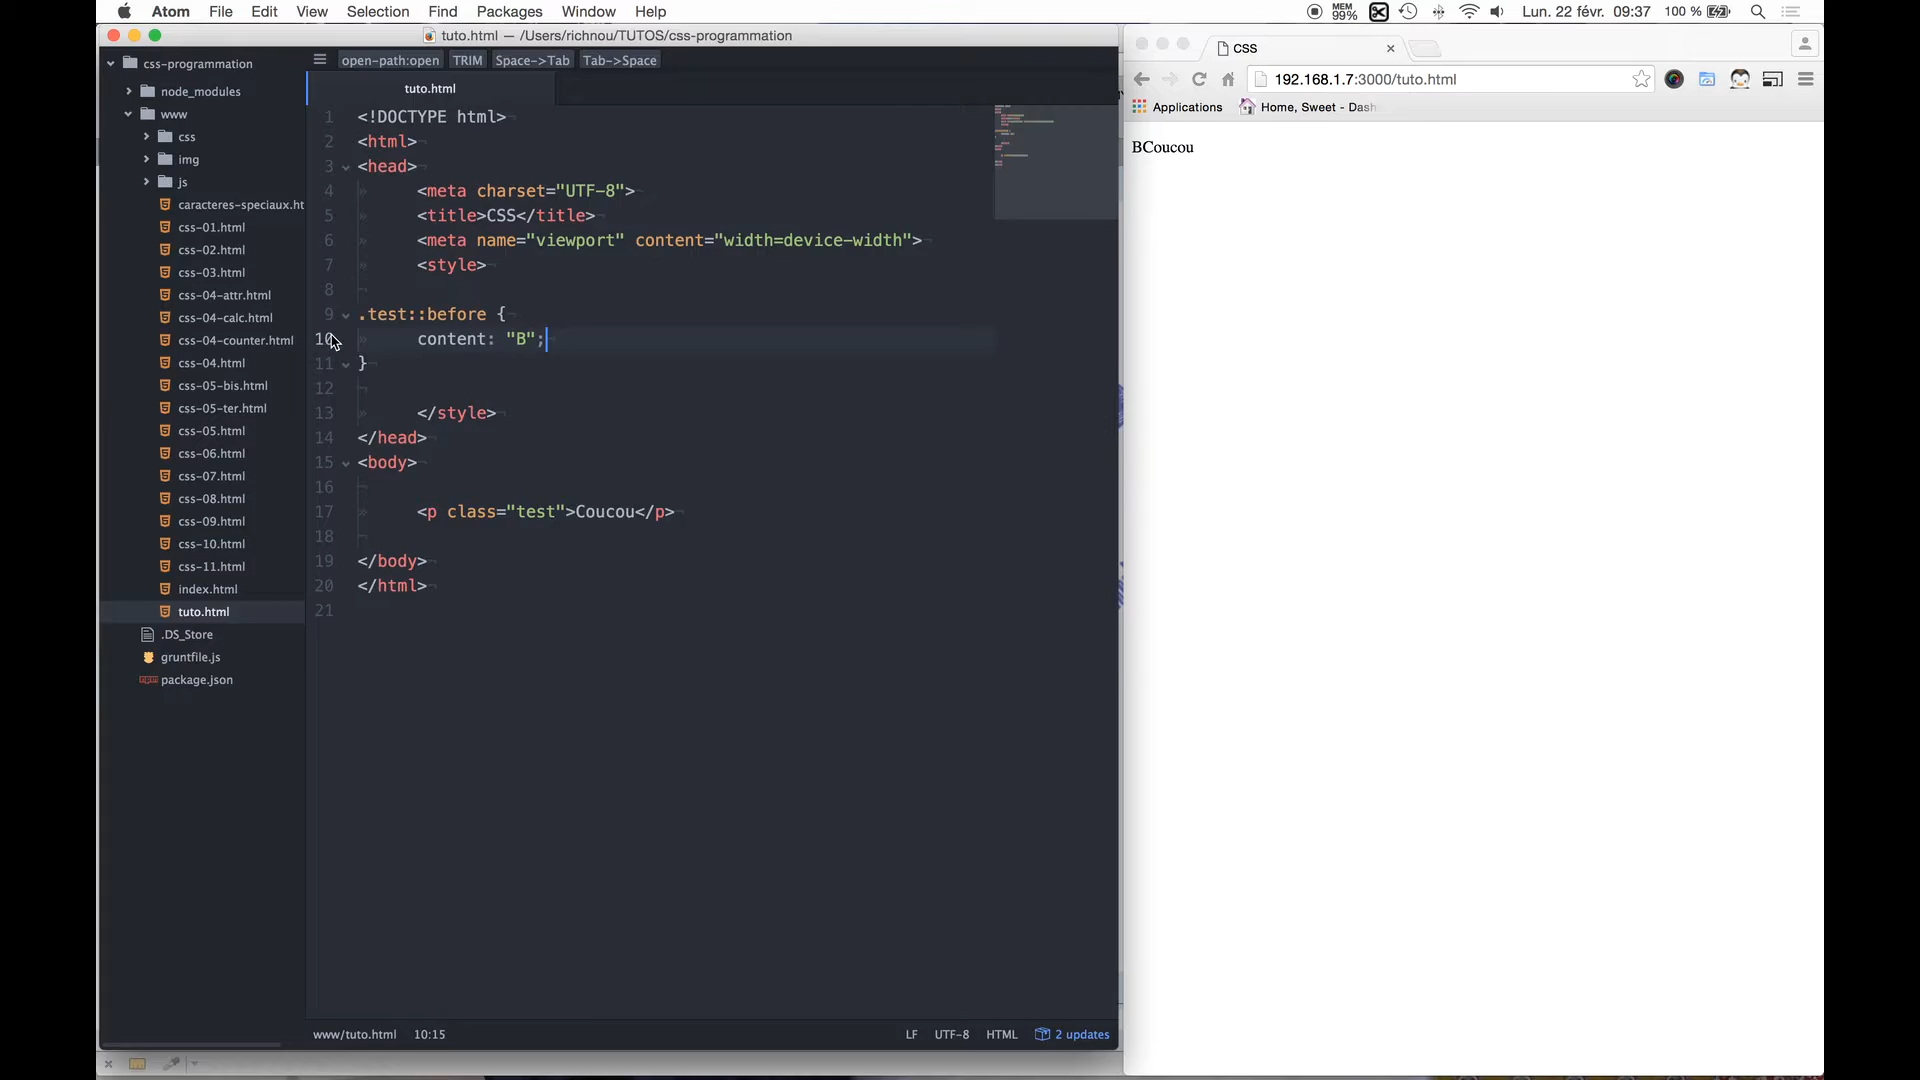 Atom File Edit View Selection Find Packages Window Help
MEM 99% Lun. 22 févr. 09:37 100 %
tuto.html — /Users/richnou/TUTOS/css-programmation
css-programmation
node_modules
www
css
img
js
caracteres-speciaux.ht
css-01.html
css-02.html
css-03.html
css-04-attr.html
css-04-calc.html
css-04-counter.html
css-04.html
css-05-bis.html
css-05-ter.html
css-05.html
css-06.html
css-07.html
css-08.html
css-09.html
css-10.html
css-11.html
index.html
tuto.html
.DS_Store
gruntfile.js
package.json
open-path:open TRIM Space->Tab Tab->Space
tuto.html
1 <!DOCTYPE html>
2 <html>
3 <head>
4 <meta charset="UTF-8">
5 <title>CSS</title>
6 <meta name="viewport" content="width=device-width">
7 <style>
8
9 .test::before {
10 content: "B";
11 }
12
13 </style>
14 </head>
15 <body>
16
17 <p class="test">Coucou</p>
18
19 </body>
20 </html>
21
www/tuto.html 10:15 LF UTF-8 HTML 2 updates
CSS
192.168.1.7:3000/tuto.html
Applications Home, Sweet - Dash
BCoucou